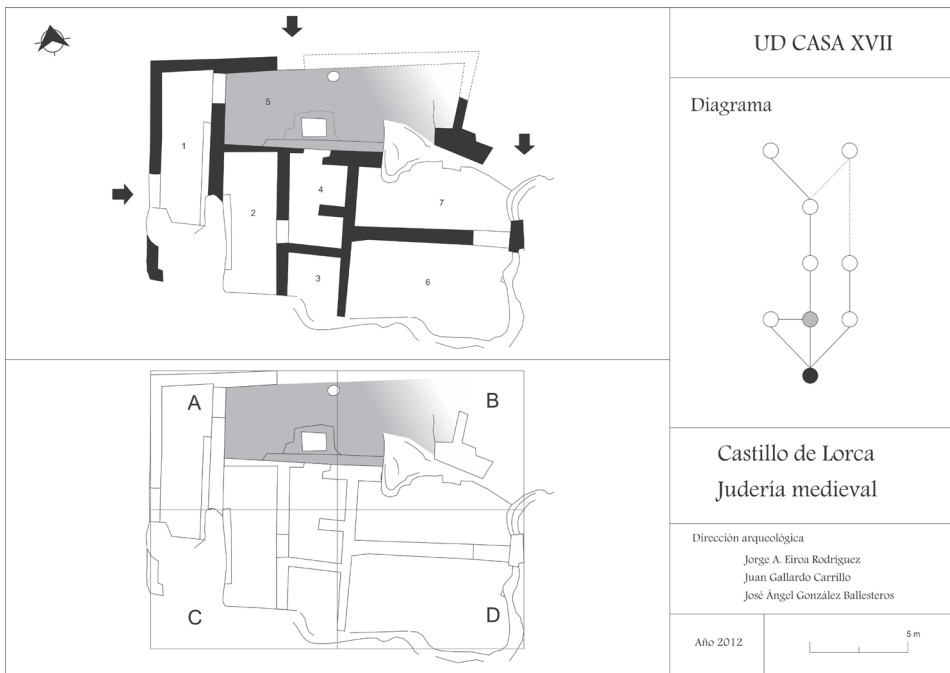 UD CASA XVII
Diagrama
5
1
4
2
7
3
6
A
B
C
D
Castillo de Lorca
Judería medieval
Dirección arqueológica
Jorge A. Eiroa Rodríguez
Juan Gallardo Carrillo
José Ángel González Ballesteros
Año 2012
5 m